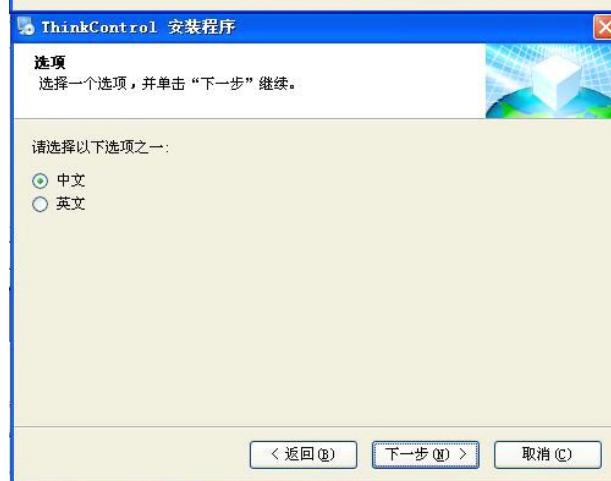 ThinkControl 安装程序
选项
选择一个选项，并单击“下一步”继续。
请选择以下选项之一:
中文
英文
< 返回(B)
下一步(N) >
取消(C)